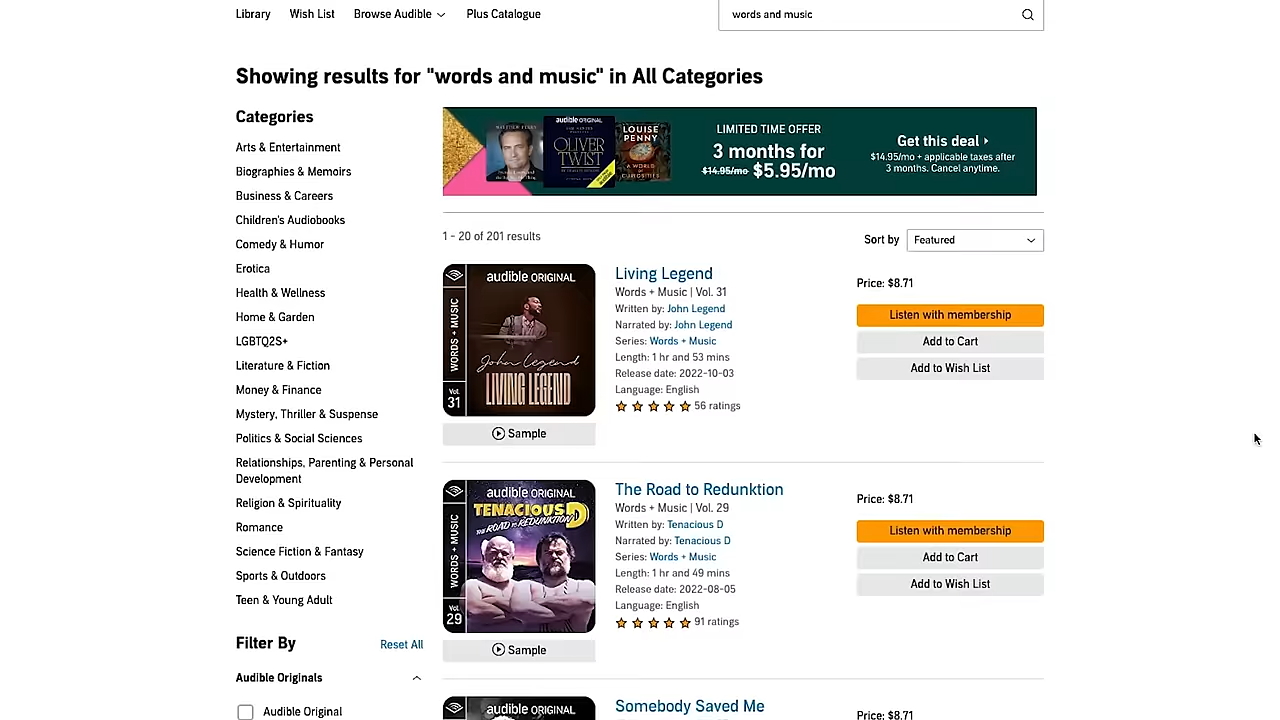 Library Wish List Browse Audible Plus Catalogue
words and music
Showing results for "words and music" in All Categories
Categories
Arts & Entertainment
Biographies & Memoirs
Business & Careers
Children's Audiobooks
Comedy & Humor
Erotica
Health & Wellness
Home & Garden
LGBTQ2S+
Literature & Fiction
Money & Finance
Mystery, Thriller & Suspense
Politics & Social Sciences
Relationships, Parenting & Personal
Development
Religion & Spirituality
Romance
Science Fiction & Fantasy
Sports & Outdoors
Teen & Young Adult
Filter By Reset All
Audible Originals
Audible Original
MATTHEW PERRY
audible ORIGINAL
OLIVER
TWIST
LOUISE
PENNY
A WORLD
OF
CURIOSITIES
LIMITED TIME OFFER
3 months for
$14.95/mo $5.95/mo
Get this deal
$14.95/mo + applicable taxes after
3 months. Cancel anytime.
1 - 20 of 201 results
Sort by Featured
audible ORIGINAL
WORDS + MUSIC
Vol.
31
John Legend
LIVING LEGEND
Sample
Living Legend
Words + Music | Vol. 31
Written by: John Legend
Narrated by: John Legend
Series: Words + Music
Length: 1 hr and 53 mins
Release date: 2022-10-03
Language: English
56 ratings
Price: $8.71
Listen with membership
Add to Cart
Add to Wish List
audible ORIGINAL
WORDS + MUSIC
Vol.
29
TENACIOUS D
THE ROAD TO REDUNKTION
Sample
The Road to Redunktion
Words + Music | Vol. 29
Written by: Tenacious D
Narrated by: Tenacious D
Series: Words + Music
Length: 1 hr and 49 mins
Release date: 2022-08-05
Language: English
91 ratings
Price: $8.71
Listen with membership
Add to Cart
Add to Wish List
audible ORIGINAL
Somebody Saved Me
Price: $8.71